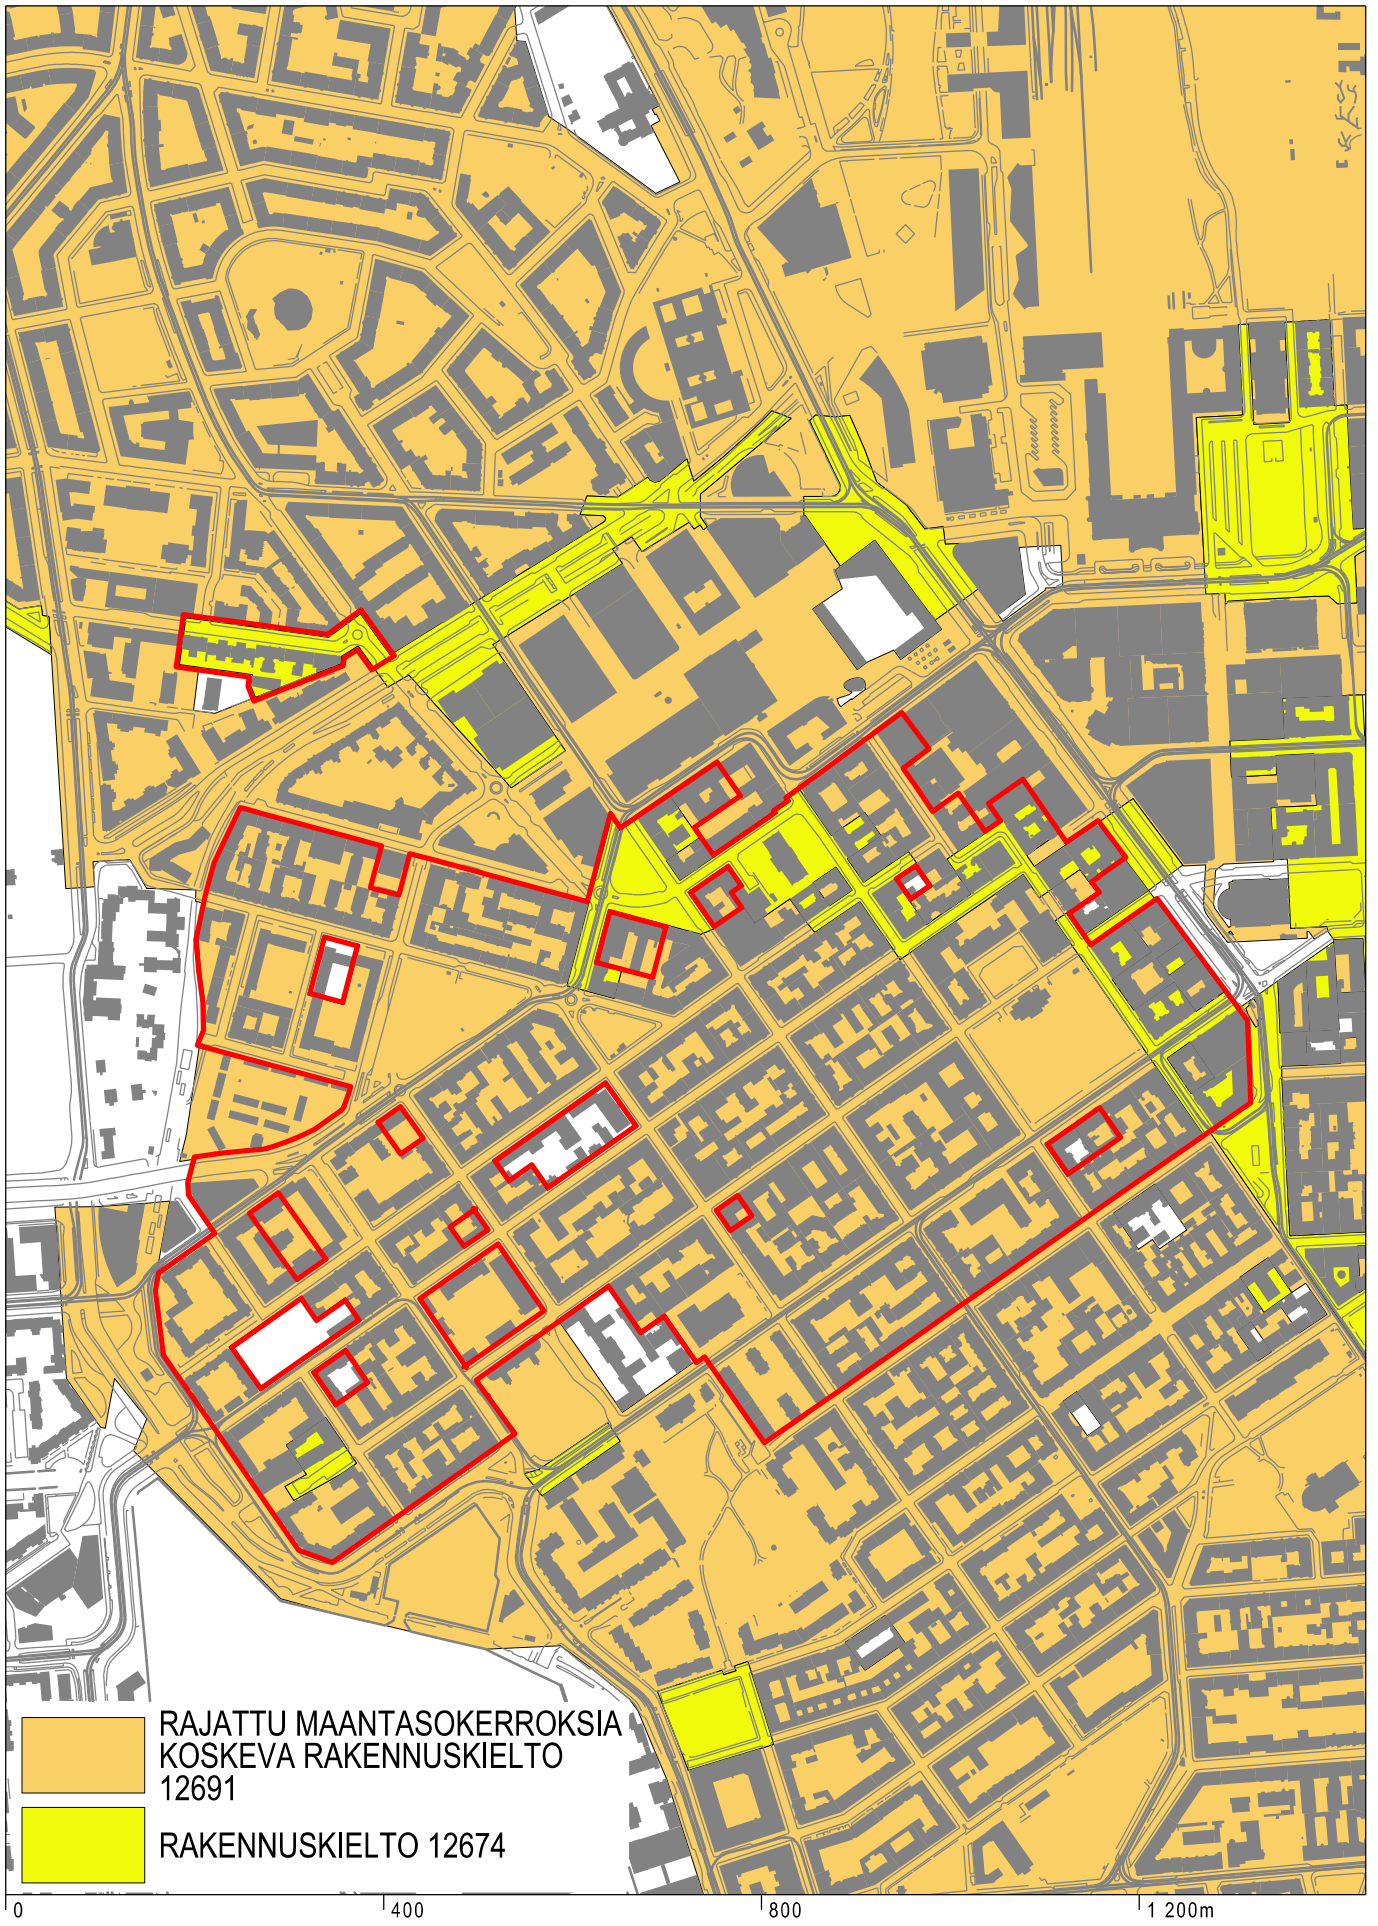 RAJATTU MAANTASOKERROKSIA
KOSKEVA RAKENNUSKIELTO
12691
RAKENNUSKIELTO 12674
0 400 800 1 200m